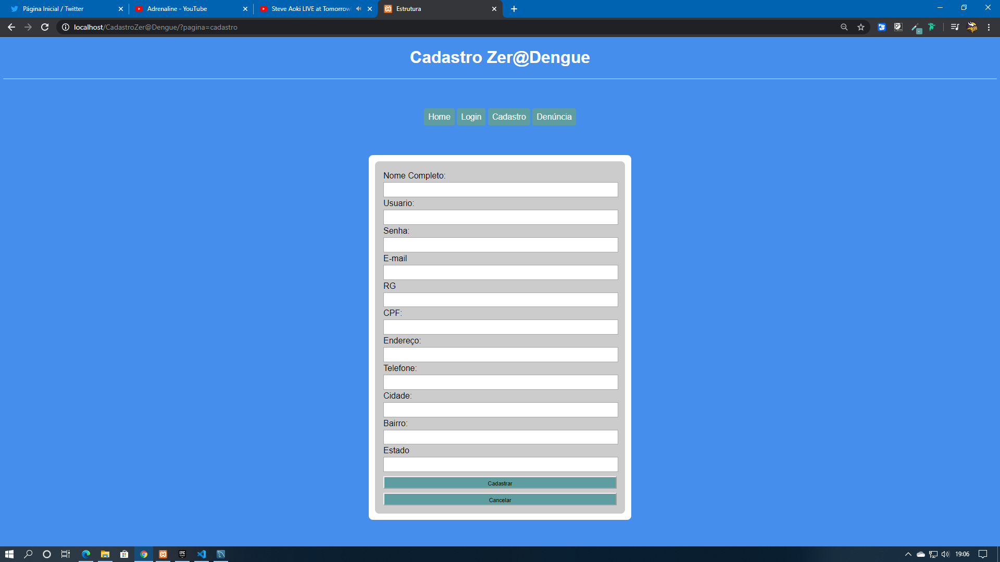 Página Inicial / Twitter
Adrenaline - YouTube
Steve Aoki LIVE at Tomorrow
Estrutura
localhost/CadastroZer@Dengue/?pagina=cadastro
Cadastro Zer@Dengue
Home Login Cadastro Denúncia
Nome Completo:
Usuario:
Senha:
E-mail
RG
CPF:
Endereço:
Telefone:
Cidade:
Bairro:
Estado
Cadastrar
Cancelar
EPIC
19:06